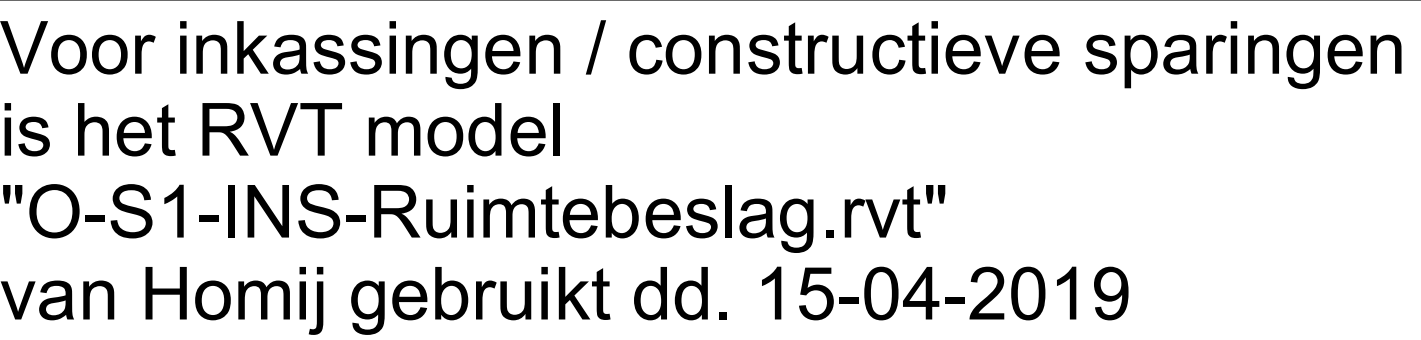 Voor inkassingen / constructieve sparingen
is het RVT model
"O-S1-INS-Ruimtebeslag.rvt"
van Homij gebruikt dd. 15-04-2019